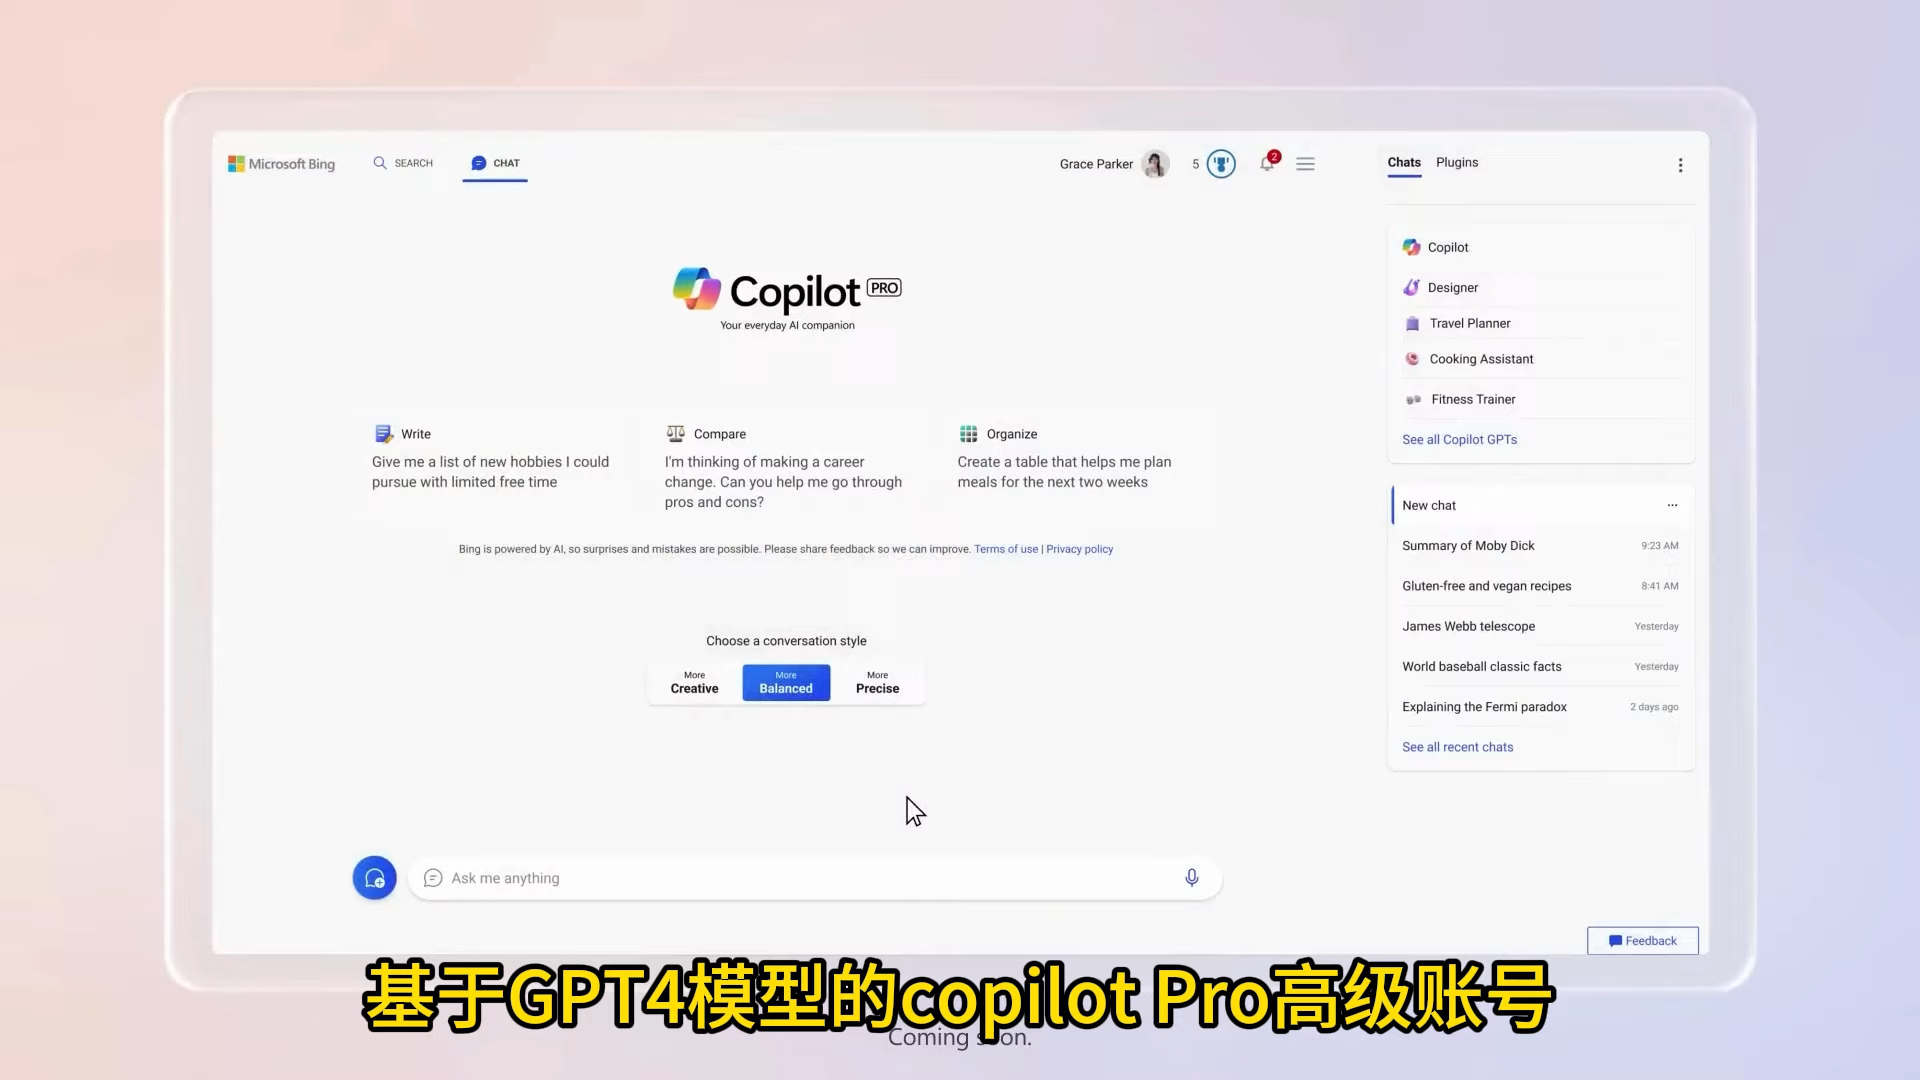 Microsoft Bing
SEARCH
CHAT
Grace Parker
5
2
Chats
Plugins
Copilot PRO
Your everyday AI companion
Write
Give me a list of new hobbies I could
pursue with limited free time
Compare
I'm thinking of making a career
change. Can you help me go through
pros and cons?
Organize
Create a table that helps me plan
meals for the next two weeks
Bing is powered by AI, so surprises and mistakes are possible. Please share feedback so we can improve. Terms of use | Privacy policy
Choose a conversation style
More
Creative
More
Balanced
More
Precise
Ask me anything
Copilot
Designer
Travel Planner
Cooking Assistant
Fitness Trainer
See all Copilot GPTs
New chat
Summary of Moby Dick 9:23 AM
Gluten-free and vegan recipes 8:41 AM
James Webb telescope Yesterday
World baseball classic facts Yesterday
Explaining the Fermi paradox 2 days ago
See all recent chats
Feedback
基于GPT4模型的copilot Pro高级账号
Coming soon.